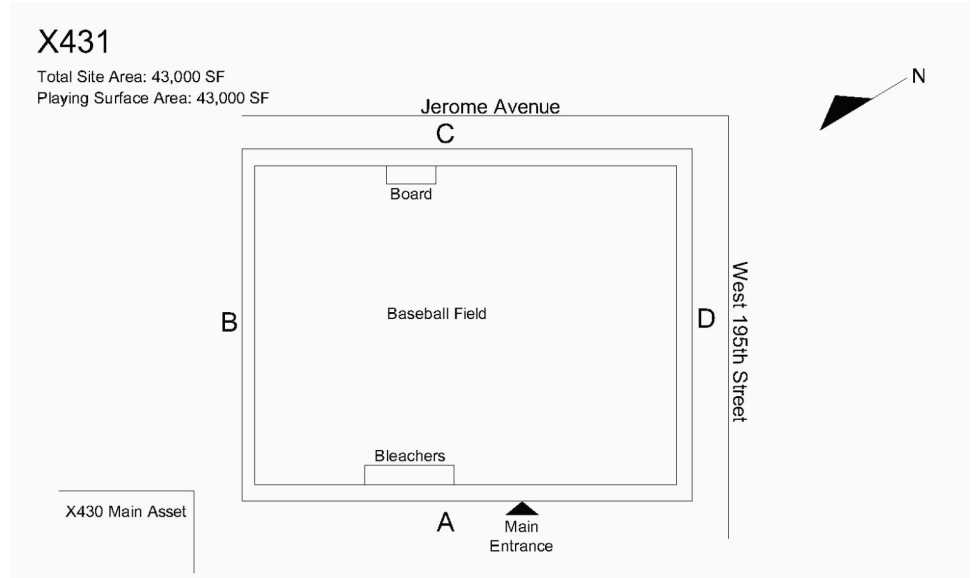 X431
Total Site Area: 43,000 SF
Playing Surface Area: 43,000 SF
N
Jerome Avenue
C
Board
B
Baseball Field
D
West 195th Street
Bleachers
X430 Main Asset
A
Main
Entrance